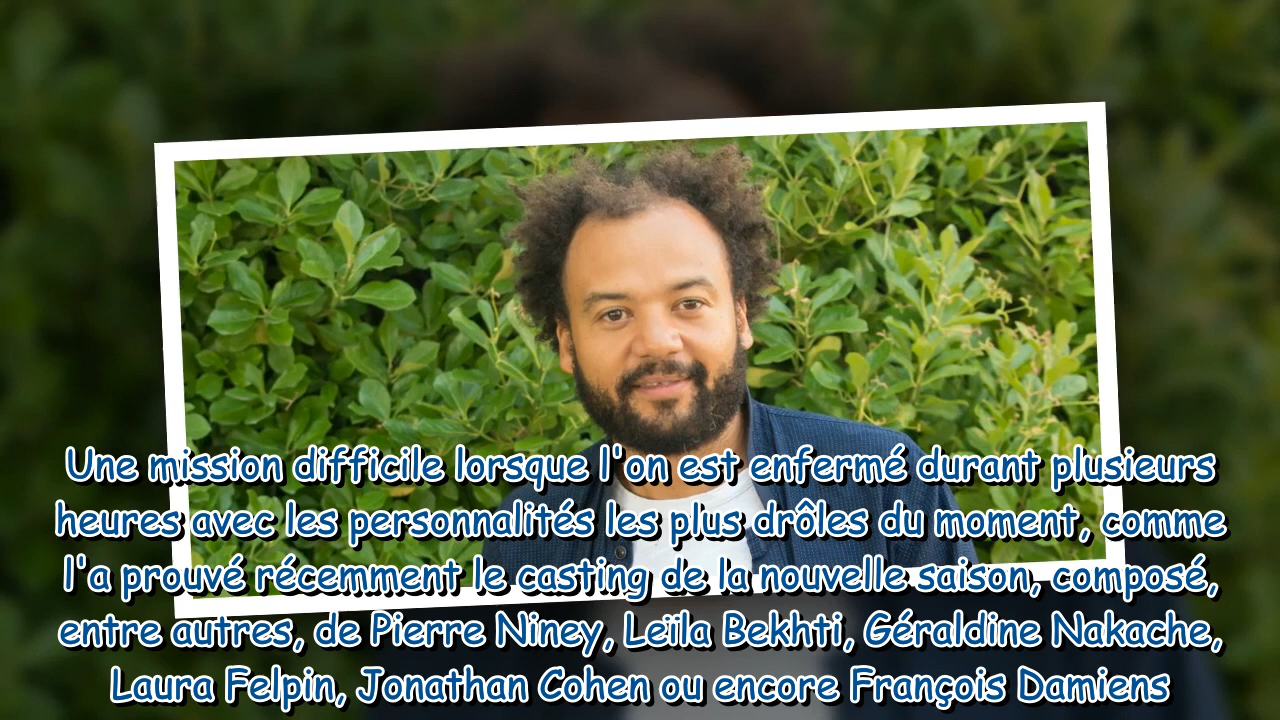 Une mission difficile lorsque l'on est enfermé durant plusieurs
heures avec les personnalités les plus drôles du moment, comme
l'a prouvé récemment le casting de la nouvelle saison, composé,
entre autres, de Pierre Niney, Leïla Bekhti, Géraldine Nakache,
Laura Felpin, Jonathan Cohen ou encore François Damiens